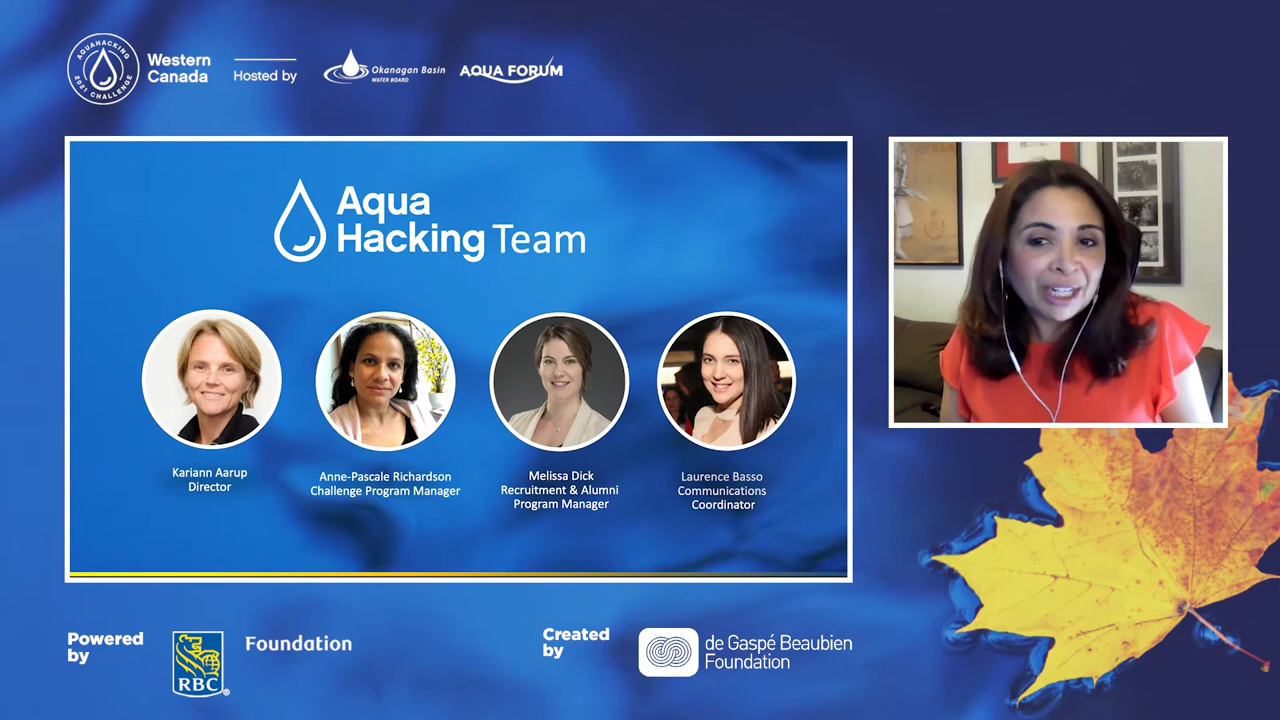 AQUAHACKING
2021 CHALLENGE
Western
Canada
Hosted by
Okanagan Basin
WATER BOARD
AQUA FORUM
Aqua
Hacking Team
Kariann Aarup
Director
Anne-Pascale Richardson
Challenge Program Manager
Melissa Dick
Recruitment & Alumni
Program Manager
Laurence Basso
Communications
Coordinator
Powered
by
RBC®
Foundation
Created
by
de Gaspé Beaubien
Foundation